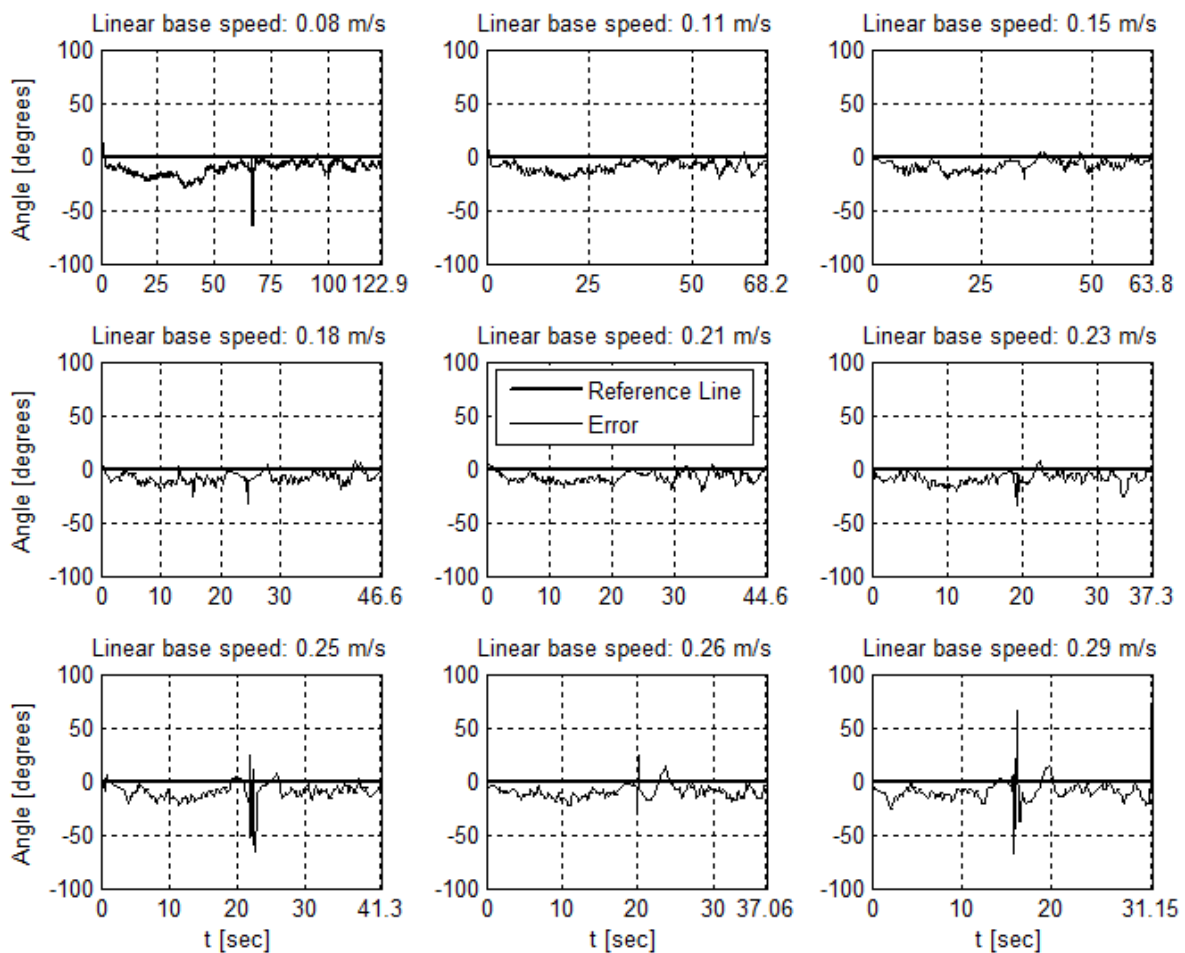 Linear base speed: 0.08 m/s
Linear base speed: 0.11 m/s
Linear base speed: 0.15 m/s
100
50
0
-50
-100
Angle [degrees]
0 25 50 75 100 122.9
100
50
0
-50
-100
0 25 50 68.2
100
50
0
-50
-100
0 25 50 63.8
Linear base speed: 0.18 m/s
Linear base speed: 0.21 m/s
Linear base speed: 0.23 m/s
100
50
0
-50
-100
Angle [degrees]
0 10 20 30 46.6
100
50
0
-50
-100
Reference Line
Error
0 10 20 30 44.6
100
50
0
-50
-100
0 10 20 30 37.3
Linear base speed: 0.25 m/s
Linear base speed: 0.26 m/s
Linear base speed: 0.29 m/s
100
50
0
-50
-100
Angle [degrees]
0 10 20 30 41.3
t [sec]
100
50
0
-50
-100
0 10 20 30 37.06
t [sec]
100
50
0
-50
-100
0 10 20 31.15
t [sec]